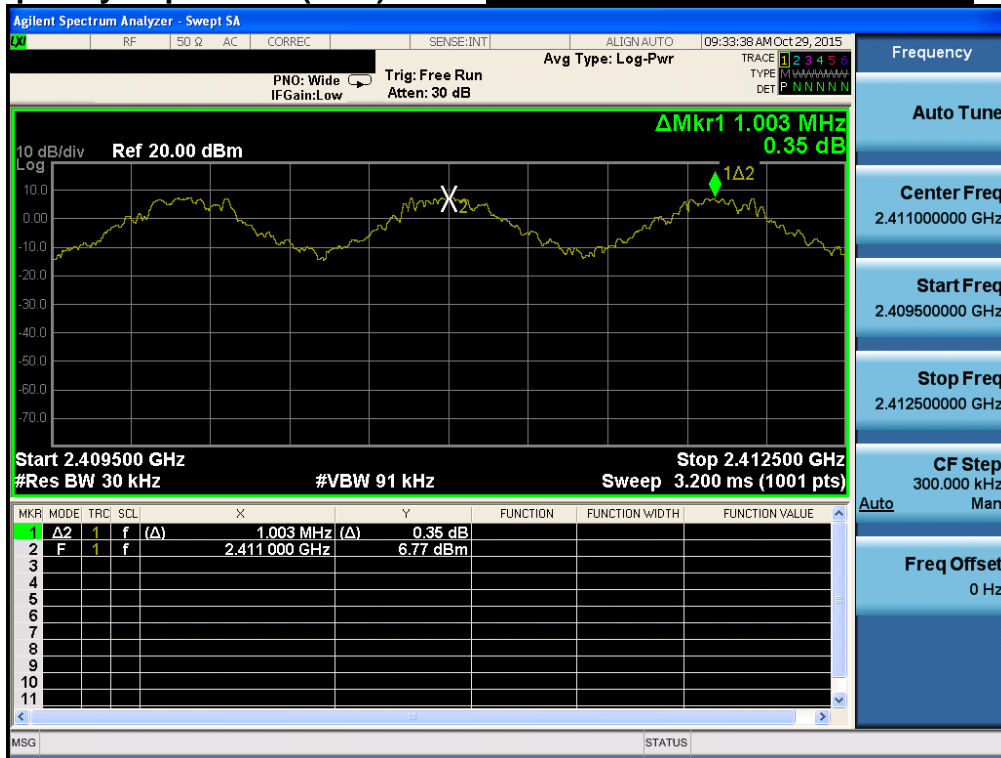 Agilent Spectrum Analyzer - Swept SA
LXI RF 50 Ω AC CORREC SENSE:INT ALIGN AUTO 09:33:38 AM Oct 29, 2015
Avg Type: Log-Pwr
TRACE 1 2 3 4 5 6
TYPE M
DET P N N N N N
PNO: Wide
IFGain:Low
Trig: Free Run
Atten: 30 dB
Frequency
Auto Tune
ΔMkr1 1.003 MHz
0.35 dB
10 dB/div Ref 20.00 dBm
Log
1Δ2
10.0
0.00
-10.0
-20.0
-30.0
-40.0
-50.0
-60.0
-70.0
X2
Center Freq
2.411000000 GHz
Start Freq
2.409500000 GHz
Stop Freq
2.412500000 GHz
Start 2.409500 GHz Stop 2.412500 GHz
#Res BW 30 kHz #VBW 91 kHz Sweep 3.200 ms (1001 pts)
CF Step
300.000 kHz
Auto Man
MKR MODE TRC SCL X Y FUNCTION FUNCTION WIDTH FUNCTION VALUE
1 Δ2 1 f (Δ) 1.003 MHz (Δ) 0.35 dB
2 F 1 f 2.411 000 GHz 6.77 dBm
3
4
5
6
7
8
9
10
11
Freq Offset
0 Hz
MSG STATUS